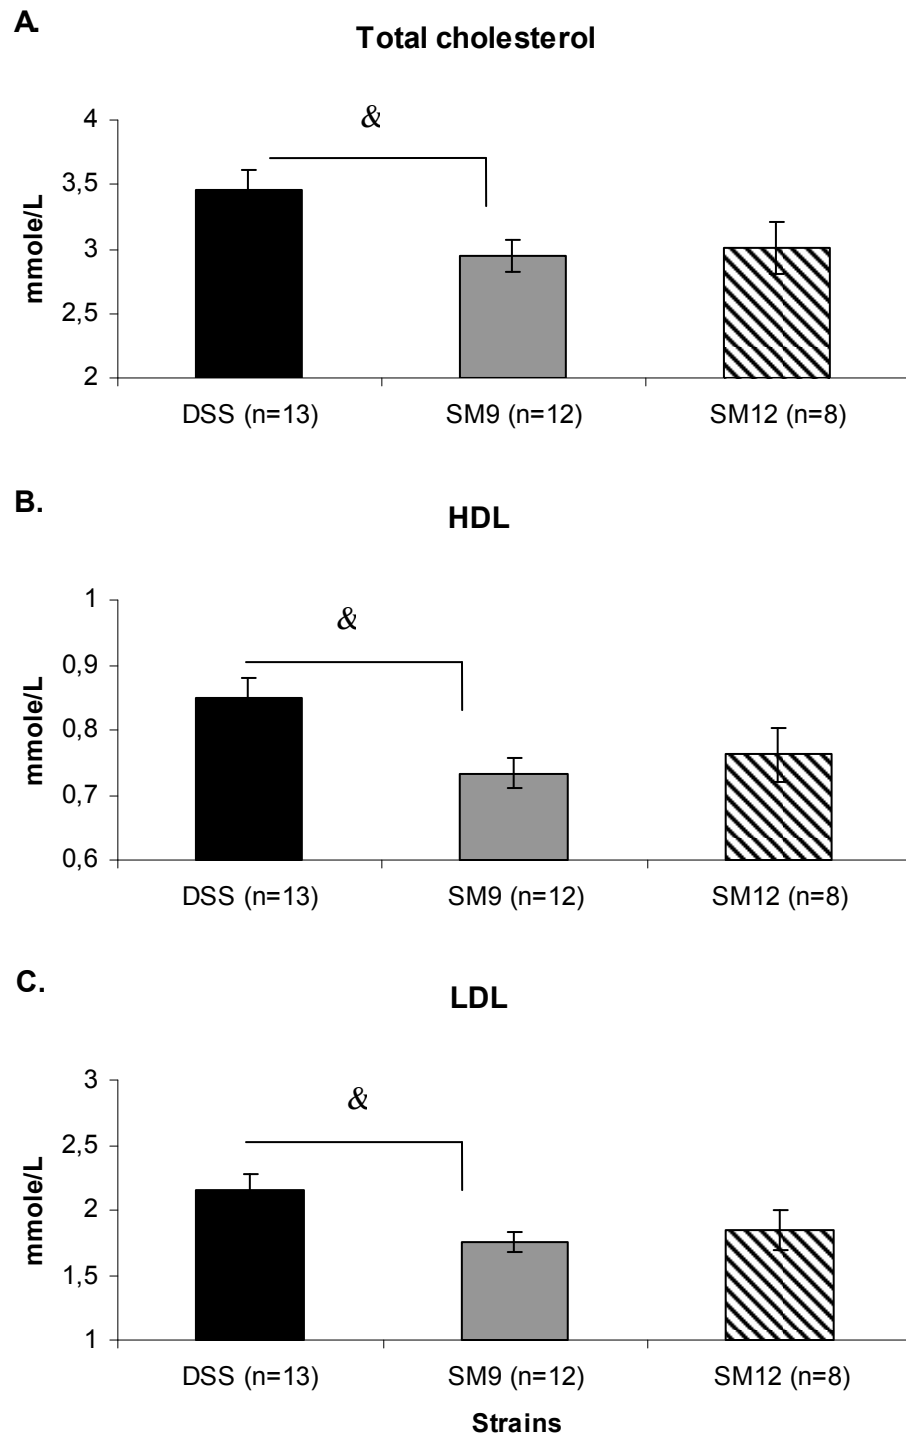 A.
Total cholesterol
&
4
3,5
3
2,5
2
mmole/L
DSS (n=13) SM9 (n=12) SM12 (n=8)
B.
HDL
&
1
0,9
0,8
0,7
0,6
mmole/L
DSS (n=13) SM9 (n=12) SM12 (n=8)
C.
LDL
&
3
2,5
2
1,5
1
mmole/L
DSS (n=13) SM9 (n=12) SM12 (n=8)
Strains